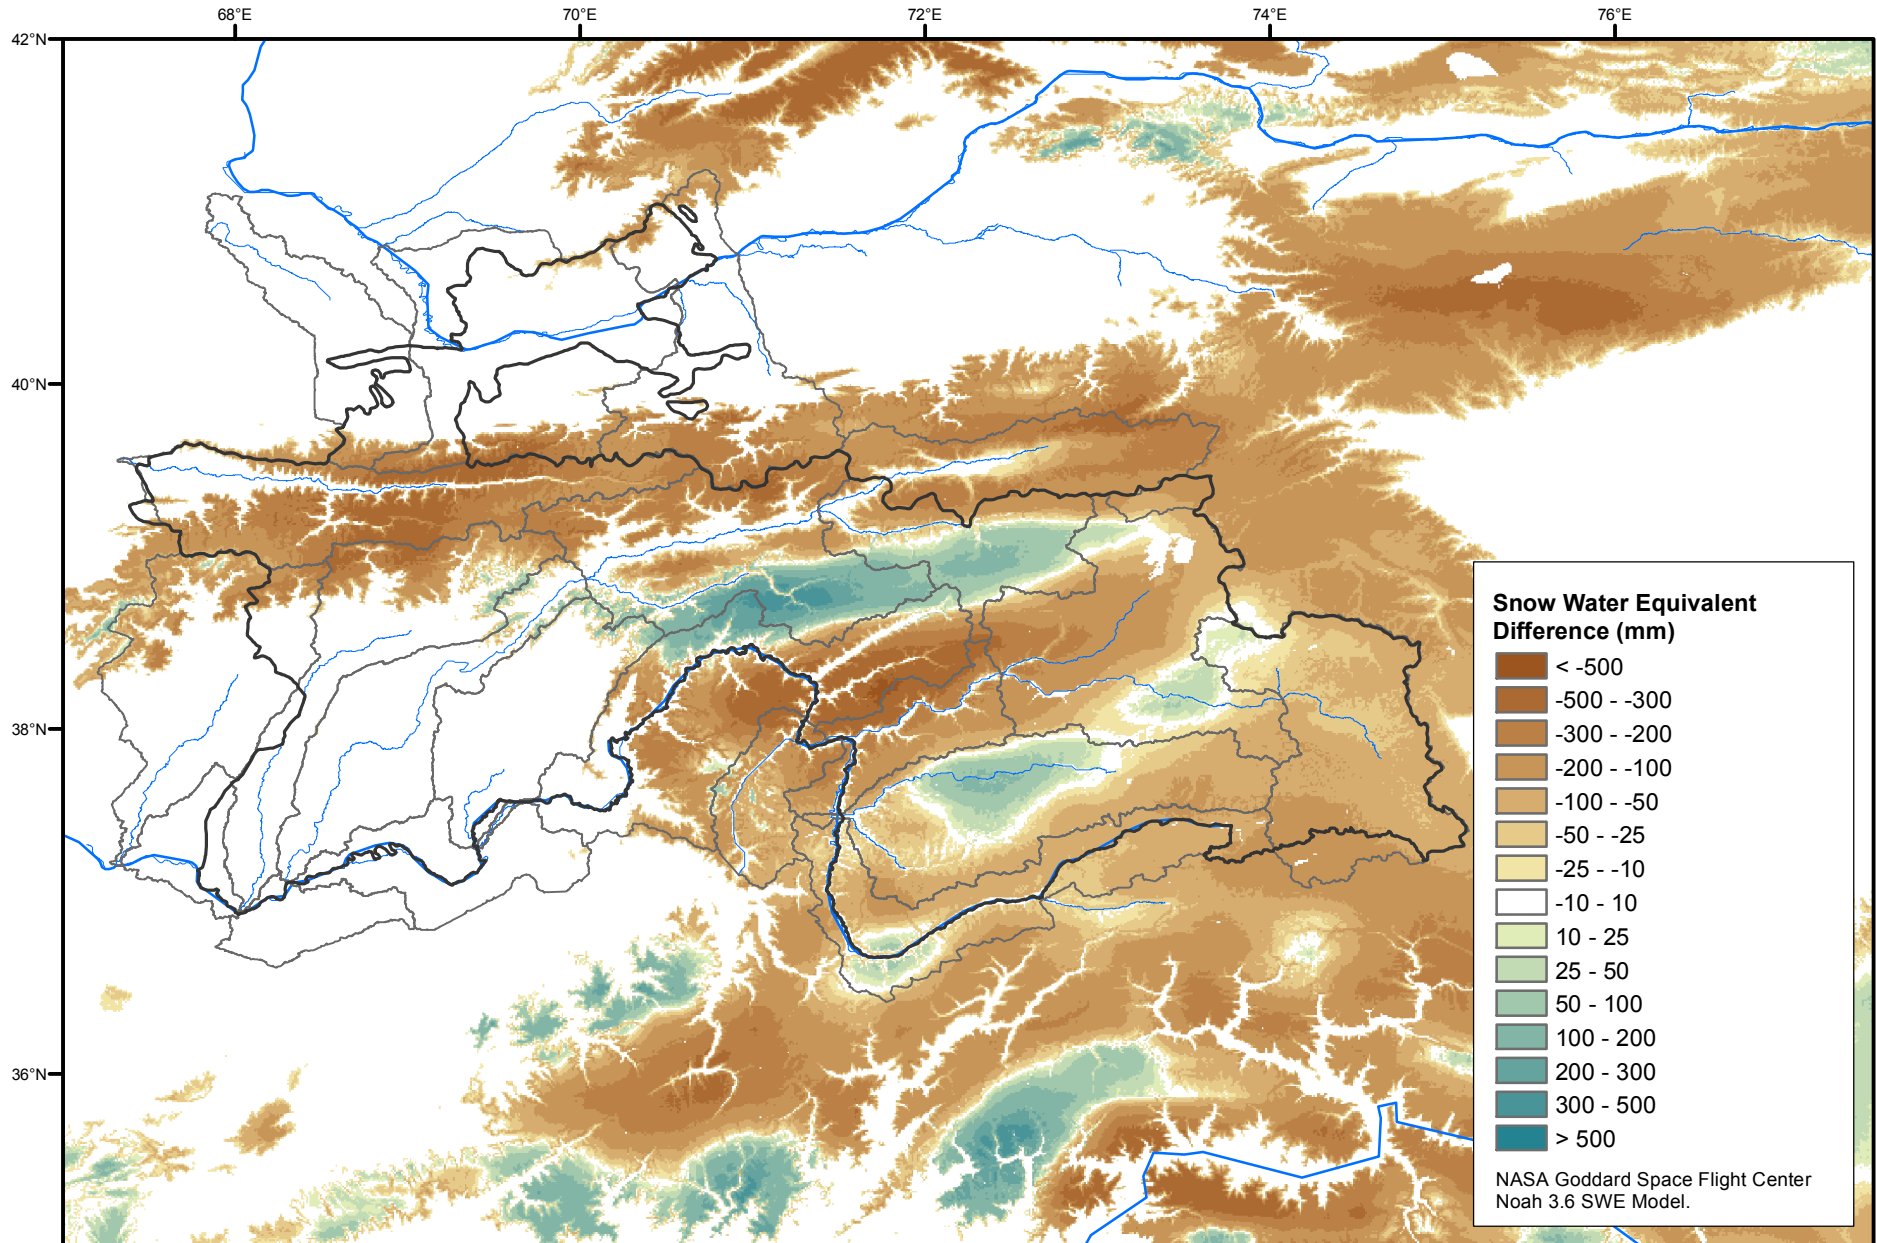 68°E 70°E 72°E 74°E 76°E
42°N
40°N
38°N
36°N
Snow Water Equivalent
Difference (mm)
< -500
-500 - -300
-300 - -200
-200 - -100
-100 - -50
-50 - -25
-25 - -10
-10 - 10
10 - 25
25 - 50
50 - 100
100 - 200
200 - 300
300 - 500
> 500
NASA Goddard Space Flight Center
Noah 3.6 SWE Model.